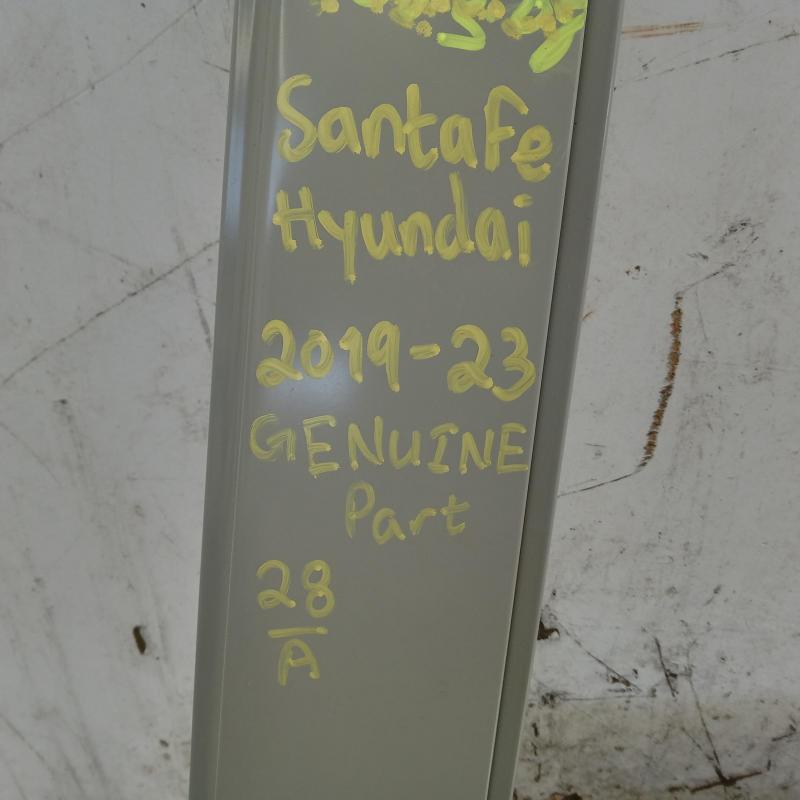 SantaFe
Hyundai
2019-23
GENUINE
Part
28
A